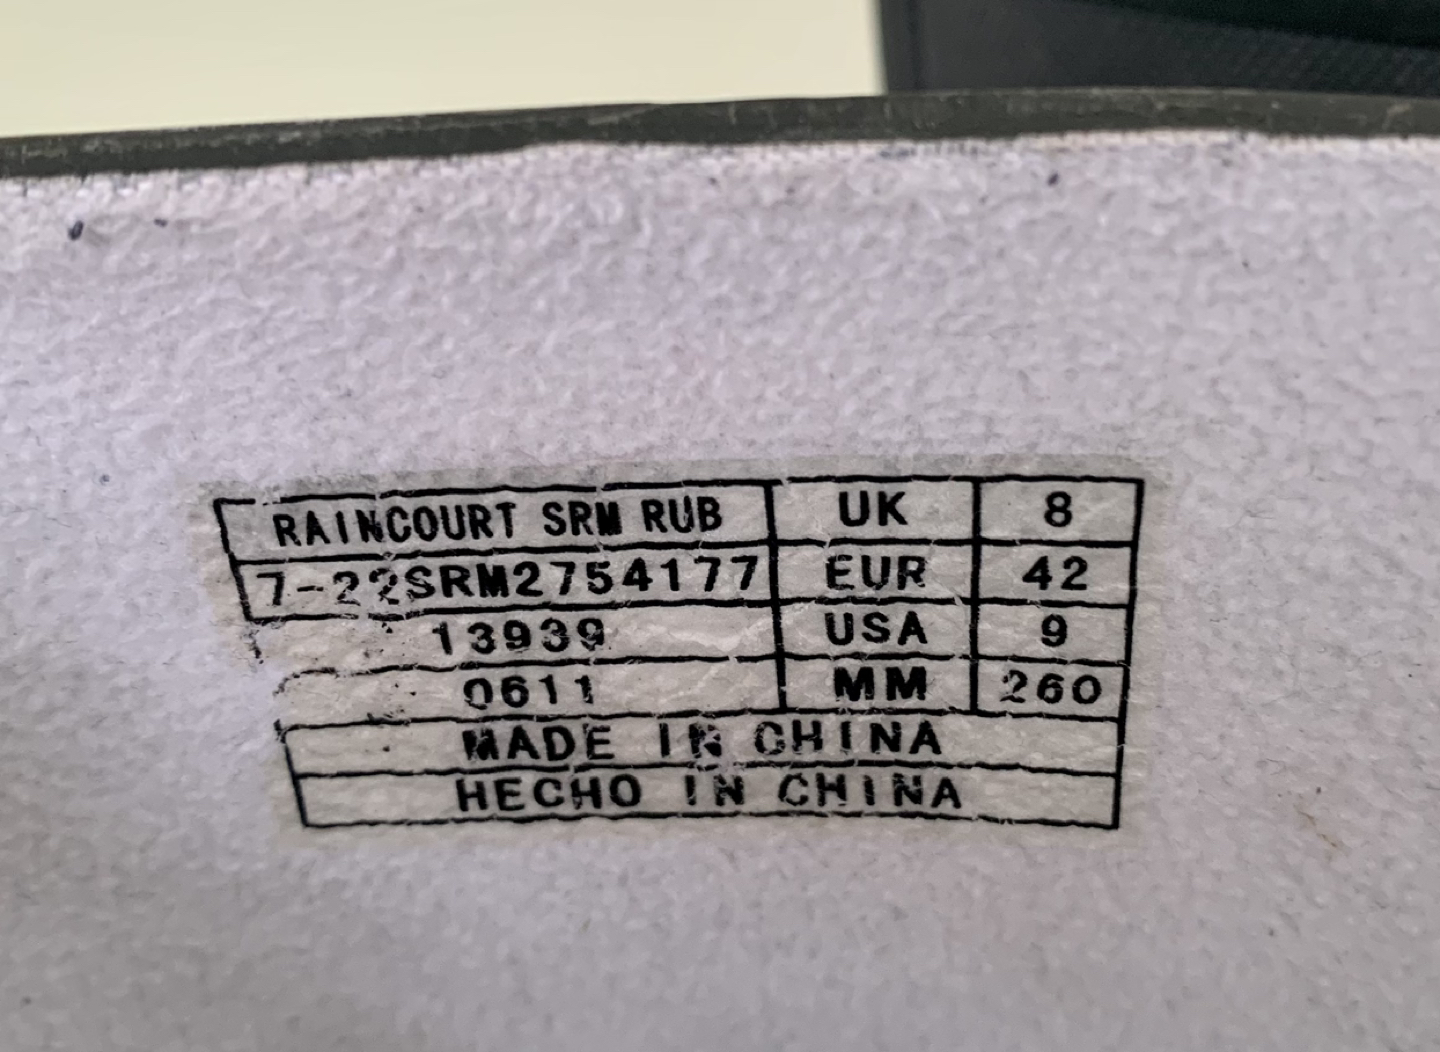 RAINCOURT SRM RUB UK 8
7-22SRM2754177 EUR 42
13939 USA 9
0611 MM 260
MADE IN CHINA
HECHO IN CHINA